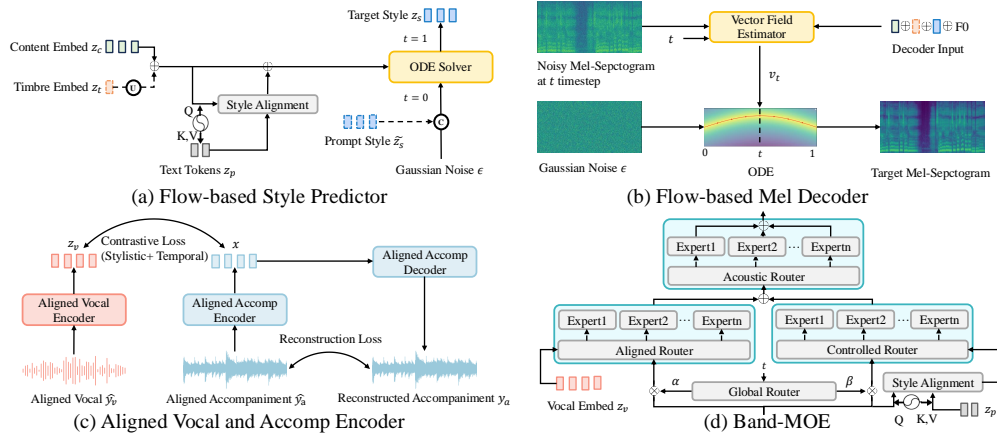 Target Style z_s
t = 1
Content Embed z_c
ODE Solver
Timbre Embed z_t
U
t = 0
Q
Style Alignment
K,V
C
Prompt Style z̃_s
Text Tokens z_p
Gaussian Noise ϵ
(a) Flow-based Style Predictor
Vector Field
Estimator
⊕ ⊕ ⊕ F0
t
Noisy Mel-Sepctogram
at t timestep
Decoder Input
v_t
0
t
1
Gaussian Noise ϵ
ODE
Target Mel-Sepctogram
(b) Flow-based Mel Decoder
z_v
Contrastive Loss
(Stylistic+ Temporal)
x
Aligned Accomp
Decoder
Aligned Vocal
Encoder
Aligned Accomp
Encoder
Reconstruction Loss
Aligned Vocal ŷ_v
Aligned Accompaniment ŷ_a
Reconstructed Accompaniment y_a
(c) Aligned Vocal and Accomp Encoder
Expert1 Expert2 ··· Expertn
Acoustic Router
Expert1 Expert2 ··· Expertn
Expert1 Expert2 ··· Expertn
Aligned Router
Controlled Router
t
α
Global Router
β
Style Alignment
Vocal Embed z_v
Q
K,V
z_p
(d) Band-MOE